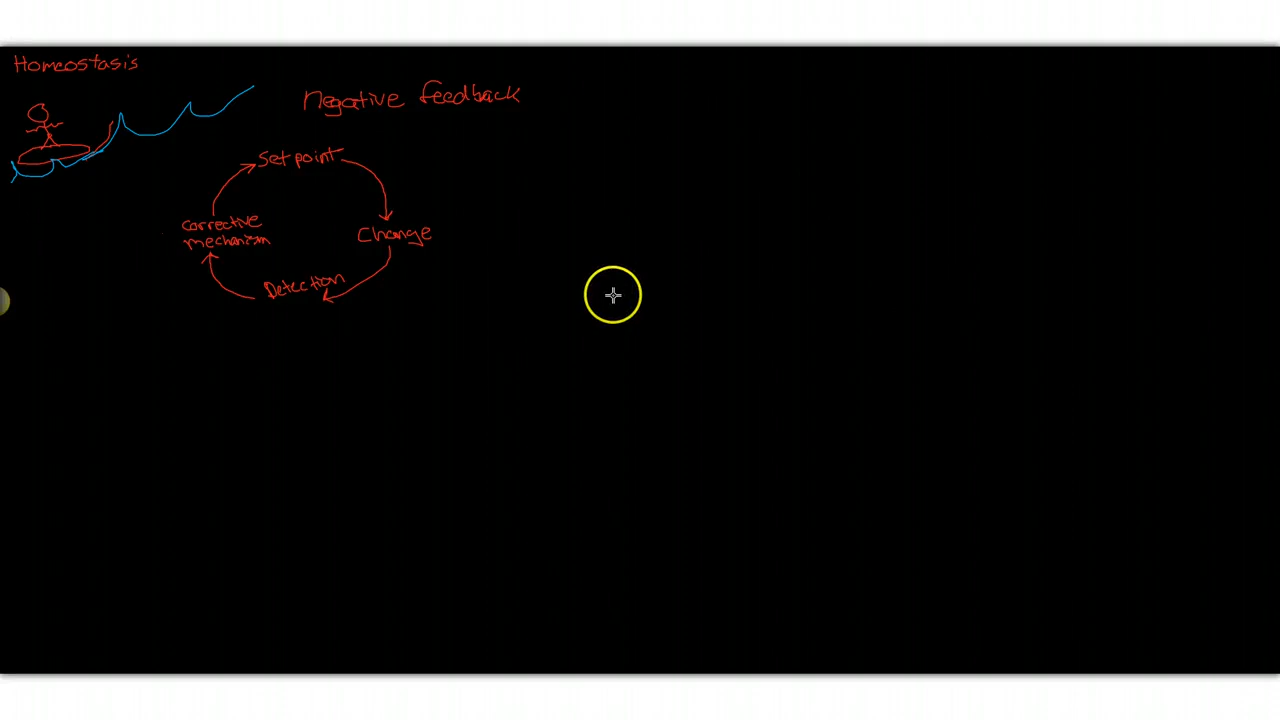 Homeostasis
negative feedback
Set point
Corrective
mechanism
Change
Detection